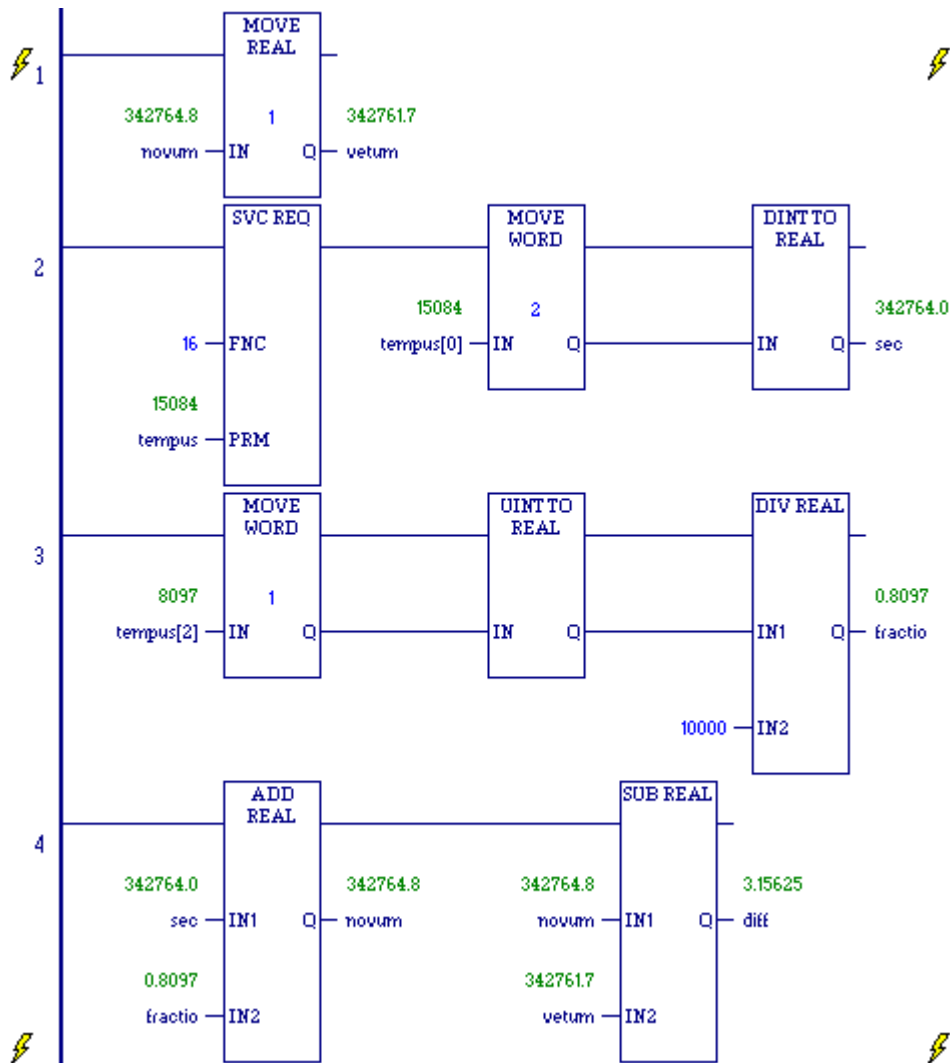 MOVE
REAL
1
342764.8
1
342761.7
novum
IN
Q
vetum
SVC REQ
MOVE
WORD
DINT TO
REAL
2
15084
2
342764.0
16
FNC
tempus[0]
IN
Q
IN
Q
sec
15084
tempus
PRM
MOVE
WORD
UINT TO
REAL
DIV REAL
3
8097
1
0.8097
tempus[2]
IN
Q
IN
Q
IN1
Q
fractio
10000
IN2
ADD
REAL
SUB REAL
4
342764.0
342764.8
342764.8
3.15625
sec
IN1
Q
novum
novum
IN1
Q
diff
0.8097
342761.7
fractio
IN2
vetum
IN2